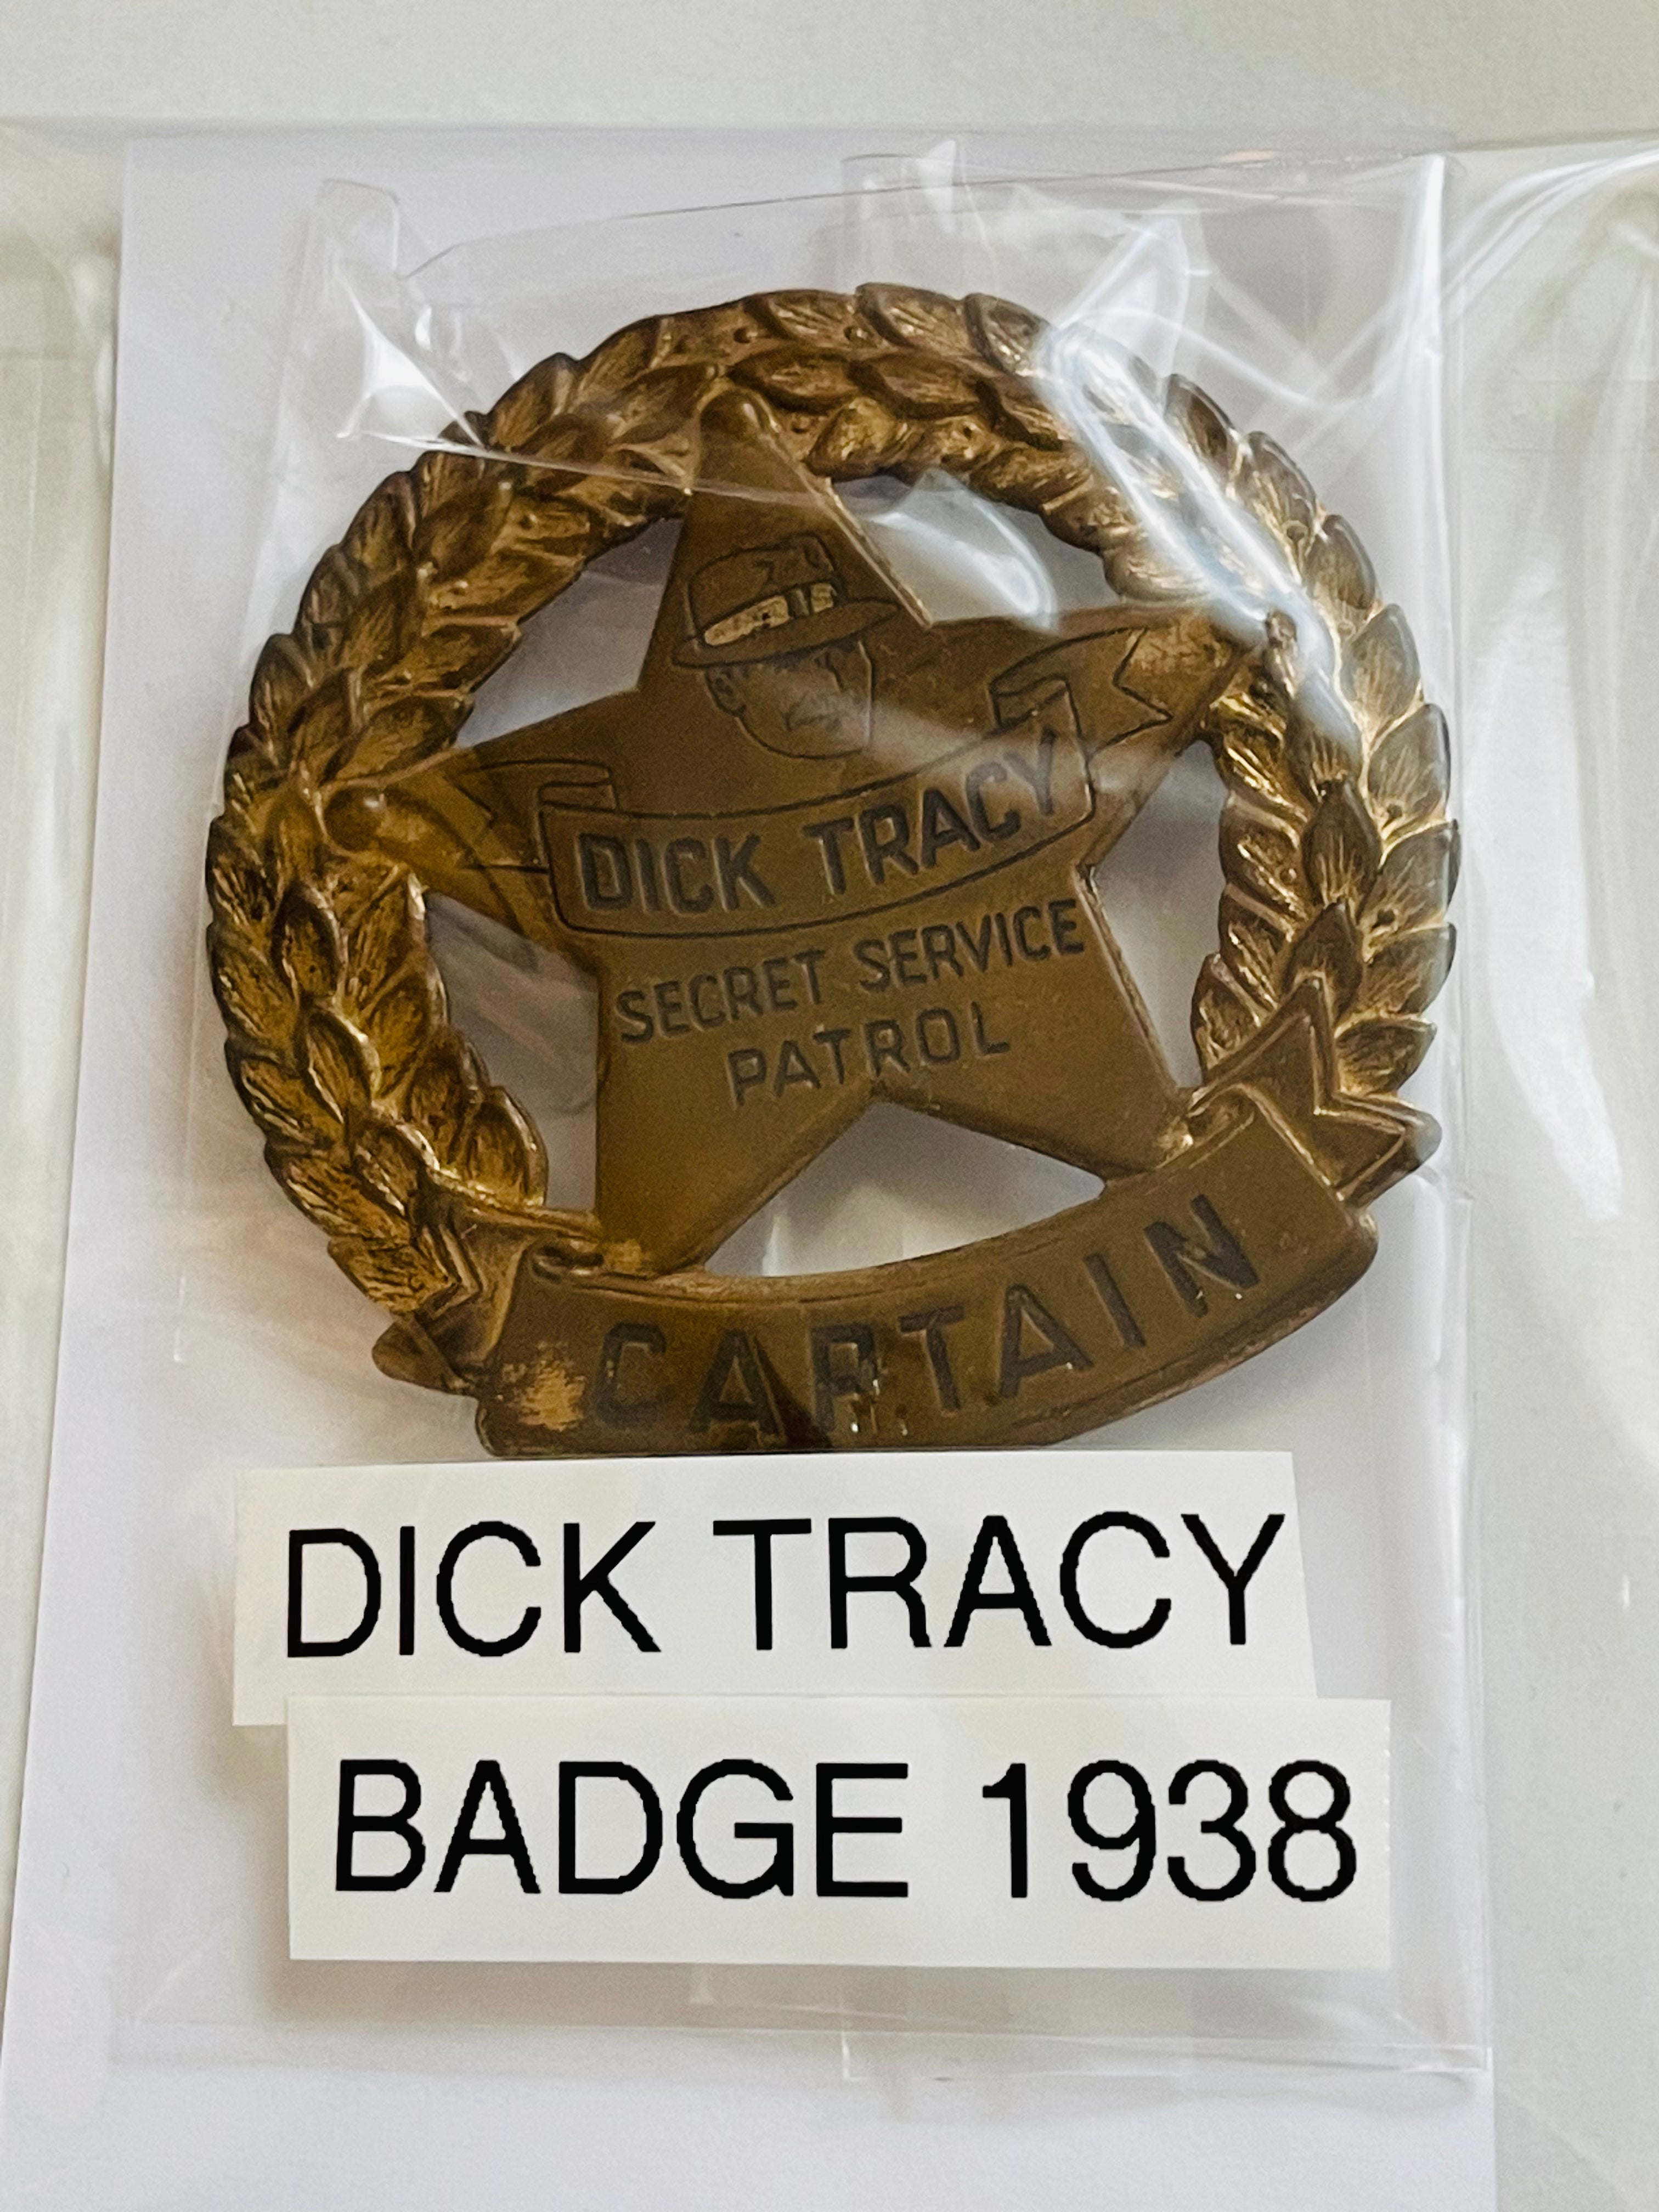 DICK TRACY
SECRET SERVICE
PATROL
CAPTAIN
DICK TRACY
BADGE 1938